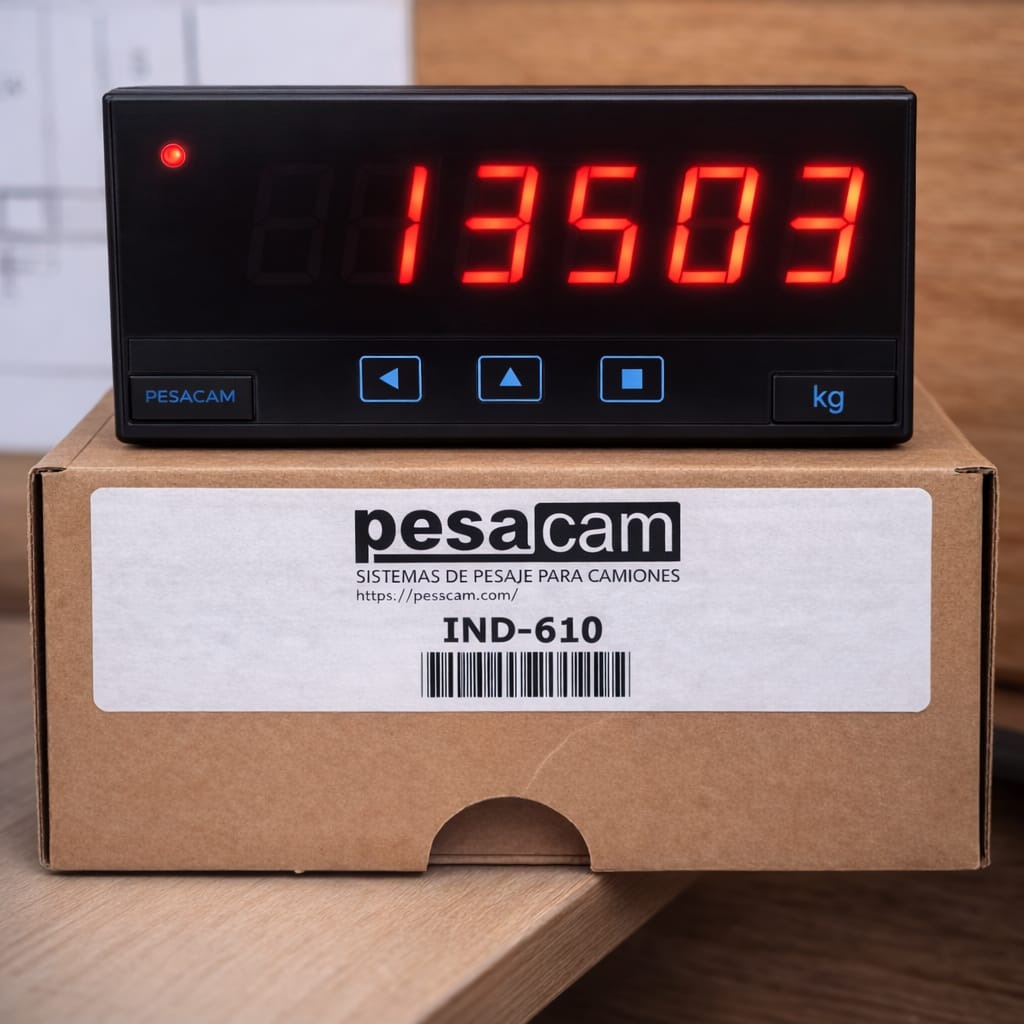 13503
PESACAM
kg
pesacam
SISTEMAS DE PESAJE PARA CAMIONES
https://pesscam.com/
IND-610